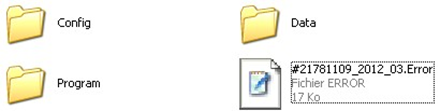 Config
Data
Program
#21781109_2012_03.Error
Fichier ERROR
17 Ko